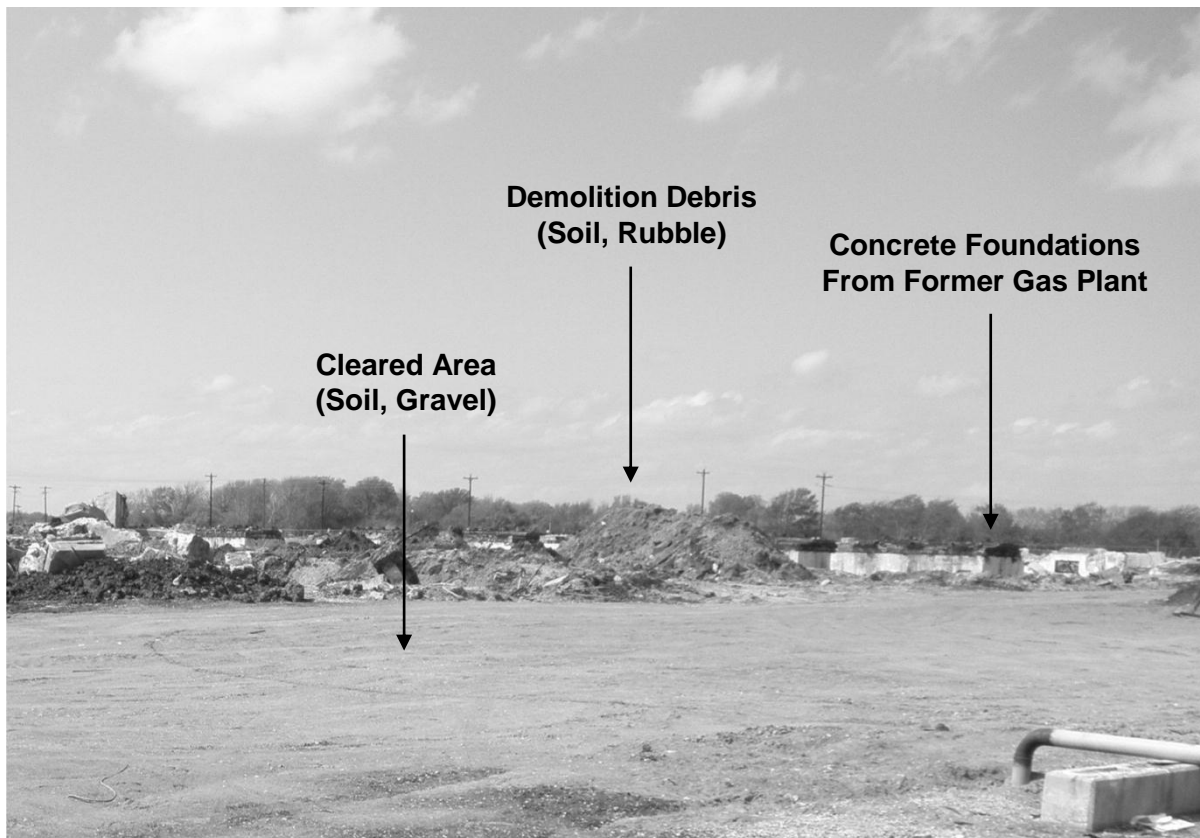 Demolition Debris
(Soil, Rubble)
Concrete Foundations
From Former Gas Plant
Cleared Area
(Soil, Gravel)